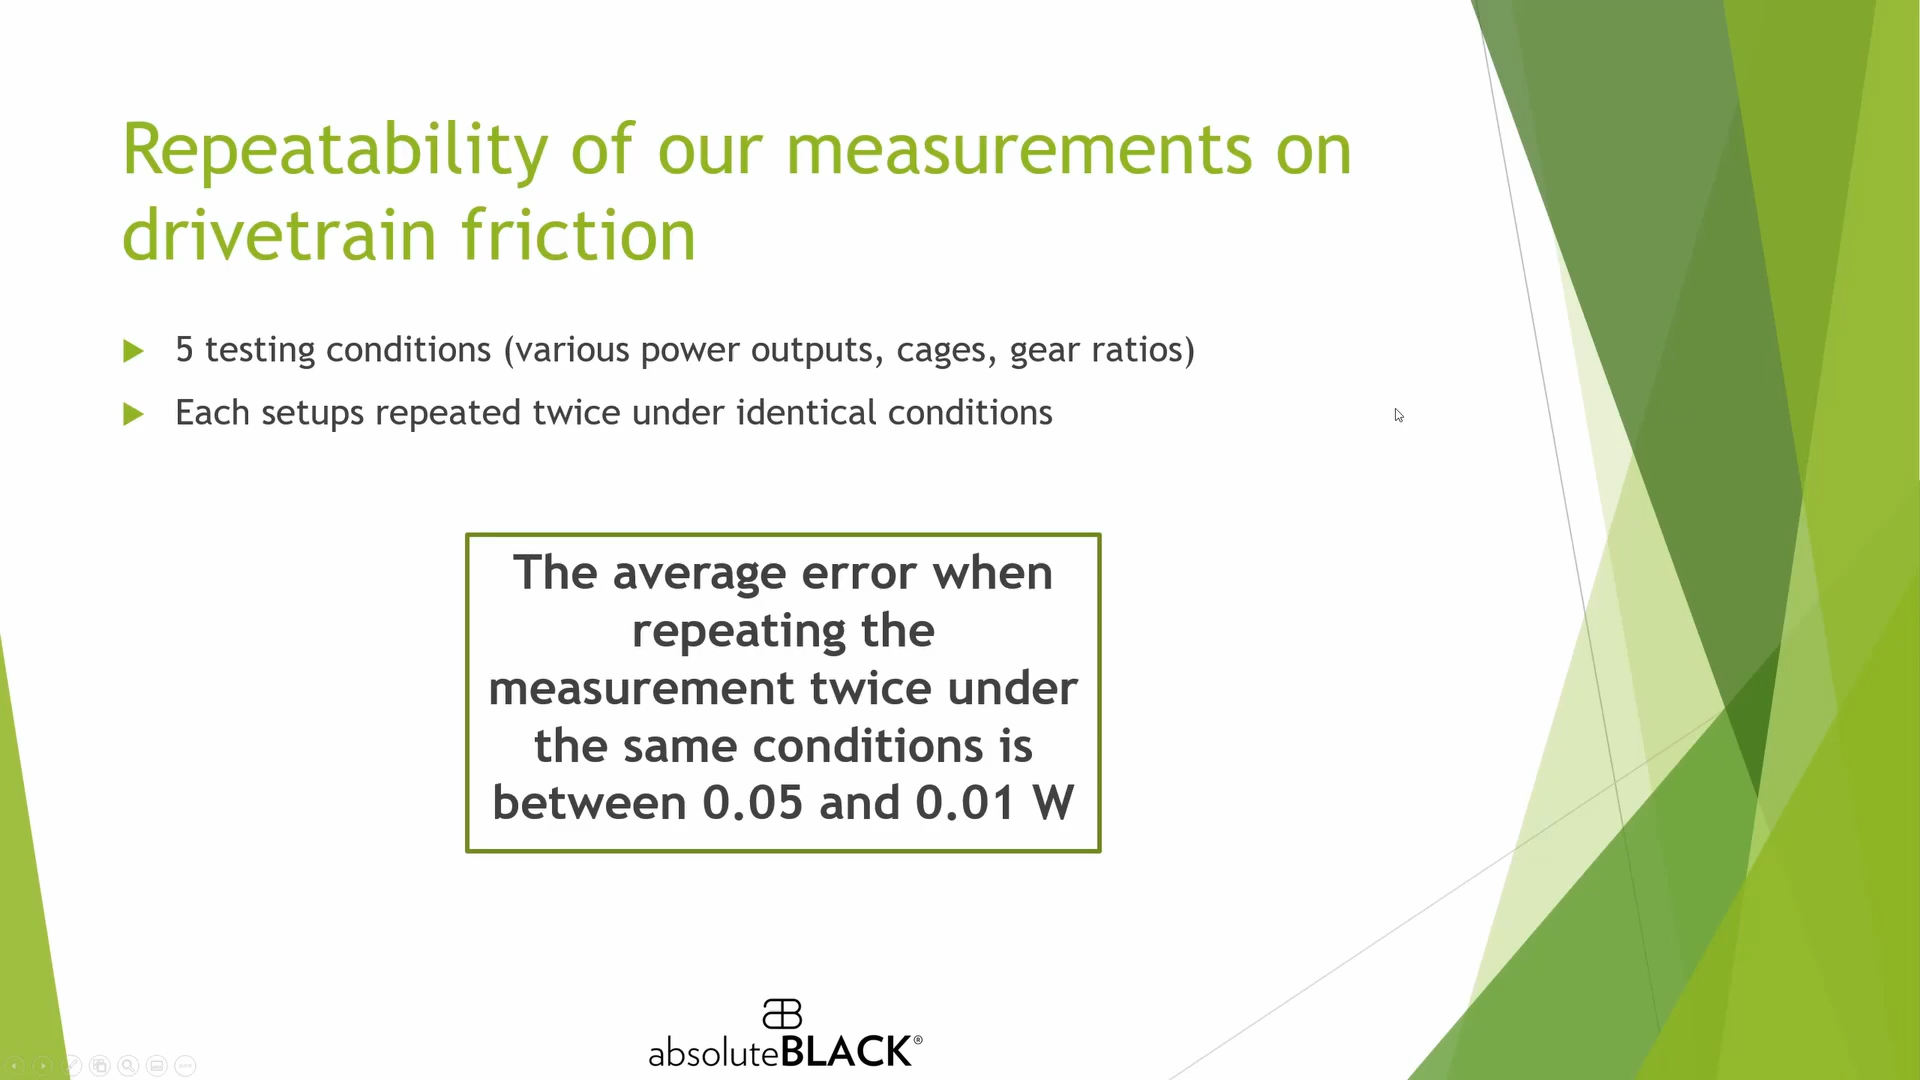 Repeatability of our measurements on
drivetrain friction
5 testing conditions (various power outputs, cages, gear ratios)
Each setups repeated twice under identical conditions
The average error when
repeating the
measurement twice under
the same conditions is
between 0.05 and 0.01 W
absoluteBLACK®